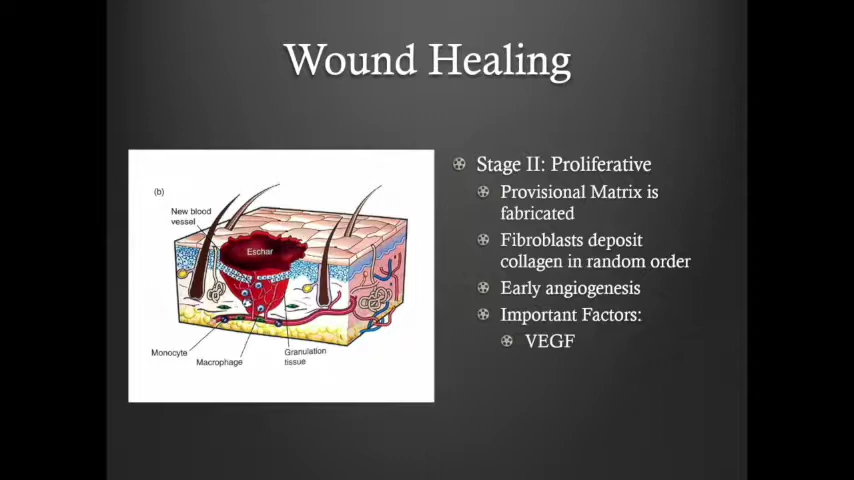 Wound Healing
(b)
New blood
vessel
Eschar
Monocyte
Macrophage
Granulation
tissue
Stage II: Proliferative
Provisional Matrix is
fabricated
Fibroblasts deposit
collagen in random order
Early angiogenesis
Important Factors:
VEGF